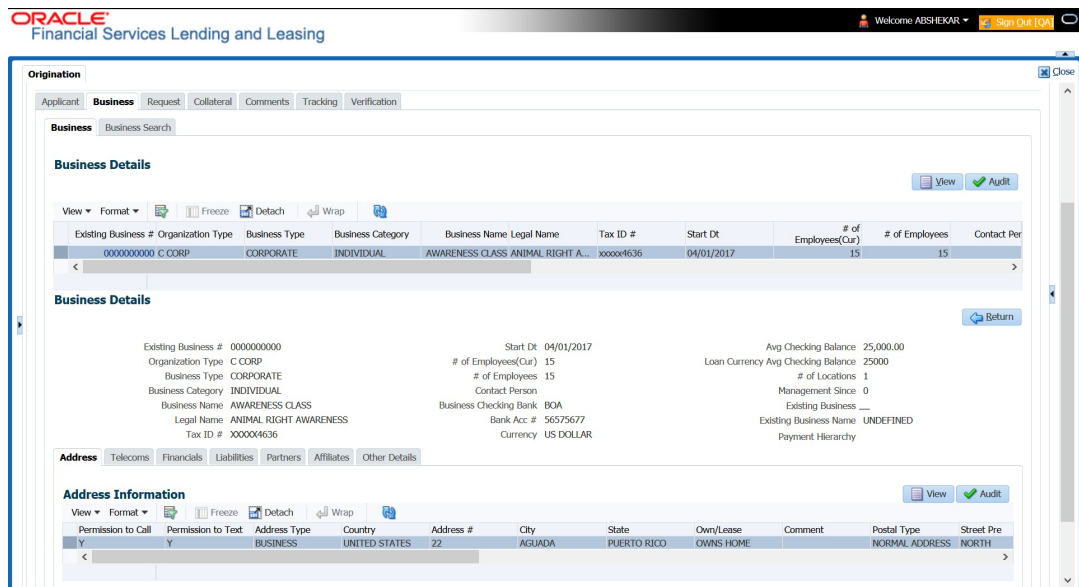 ORACLE®
Financial Services Lending and Leasing
Welcome ABSHEKAR
Sign Out [QA]
Origination
Close
Applicant Business Request Collateral Comments Tracking Verification
Business Business Search
Business Details
View Audit
View Format Freeze Detach Wrap
Existing Business # Organization Type Business Type Business Category Business Name Legal Name Tax ID # Start Dt # of Employees(Cur) # of Employees Contact Per
0000000000 C CORP CORPORATE INDIVIDUAL AWARENESS CLASS ANIMAL RIGHT A... xxxxx4636 04/01/2017 15 15
Business Details
Return
Existing Business # 0000000000 Start Dt 04/01/2017 Avg Checking Balance 25,000.00
Organization Type C CORP # of Employees(Cur) 15 Loan Currency Avg Checking Balance 25000
Business Type CORPORATE # of Employees 15 # of Locations 1
Business Category INDIVIDUAL Contact Person Management Since 0
Business Name AWARENESS CLASS Business Checking Bank BOA Existing Business __
Legal Name ANIMAL RIGHT AWARENESS Bank Acc # 56575677 Existing Business Name UNDEFINED
Tax ID # XXXXX4636 Currency US DOLLAR Payment Hierarchy
Address Telecoms Financials Liabilities Partners Affiliates Other Details
Address Information
View Audit
View Format Freeze Detach Wrap
Permission to Call Permission to Text Address Type Country Address # City State Own/Lease Comment Postal Type Street Pre
Y Y BUSINESS UNITED STATES 22 AGUADA PUERTO RICO OWNS HOME NORMAL ADDRESS NORTH